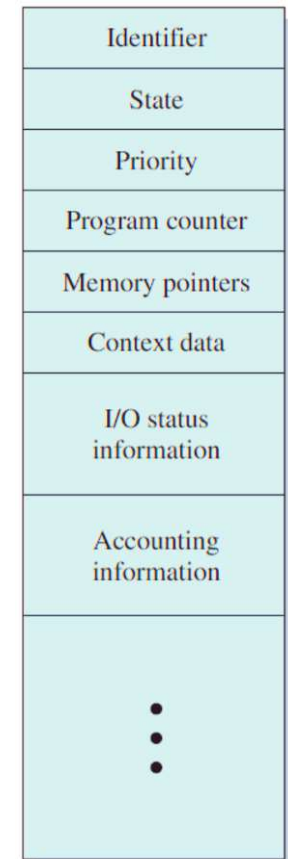 Identifier
State
Priority
Program counter
Memory pointers
Context data
I/O status
information
Accounting
information